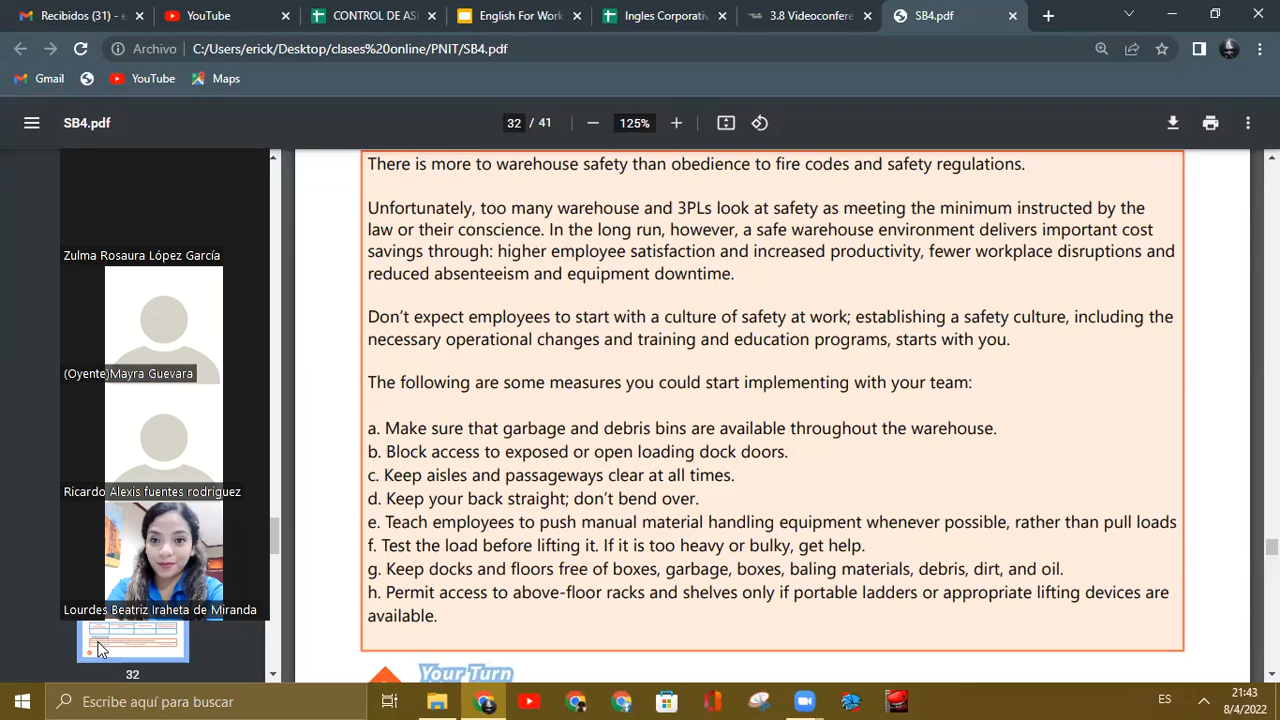 Recibidos (31) - e
YouTube
CONTROL DE AS
English For Work
Ingles Corporativ
3.8 Videoconfere
SB4.pdf
Archivo
C:/Users/erick/Desktop/clases%20online/PNIT/SB4.pdf
Gmail
YouTube
Maps
SB4.pdf
32 / 41
125%
There is more to warehouse safety than obedience to fire codes and safety regulations.
Unfortunately, too many warehouse and 3PLs look at safety as meeting the minimum instructed by the
law or their conscience. In the long run, however, a safe warehouse environment delivers important cost
savings through: higher employee satisfaction and increased productivity, fewer workplace disruptions and
reduced absenteeism and equipment downtime.
Don't expect employees to start with a culture of safety at work; establishing a safety culture, including the
necessary operational changes and training and education programs, starts with you.
The following are some measures you could start implementing with your team:
a. Make sure that garbage and debris bins are available throughout the warehouse.
b. Block access to exposed or open loading dock doors.
c. Keep aisles and passageways clear at all times.
d. Keep your back straight; don't bend over.
e. Teach employees to push manual material handling equipment whenever possible, rather than pull loads
f. Test the load before lifting it. If it is too heavy or bulky, get help.
g. Keep docks and floors free of boxes, garbage, boxes, baling materials, debris, dirt, and oil.
h. Permit access to above-floor racks and shelves only if portable ladders or appropriate lifting devices are
available.
Your Turn
Zulma Rosaura López García
(Oyente)Mayra Guevara
Ricardo Alexis fuentes rodriguez
Lourdes Beatriz Iraheta de Miranda
32
Escribe aquí para buscar
ES
21:43
8/4/2022